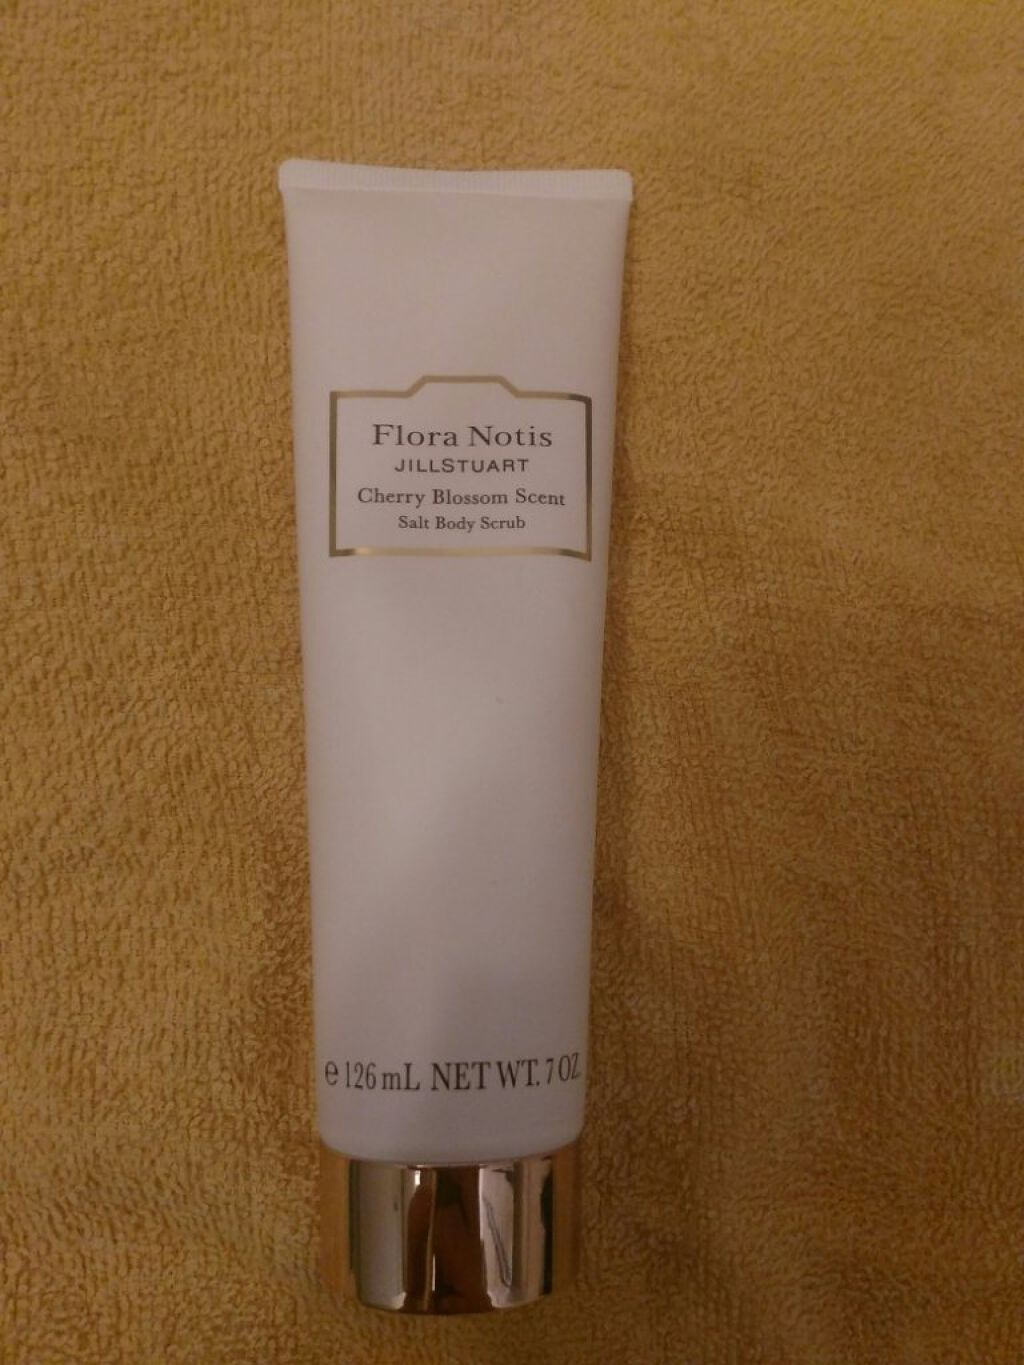 Flora Notis
JILLSTUART
Cherry Blossom Scent
Salt Body Scrub
℮ 126 mL NET WT. 7 OZ.